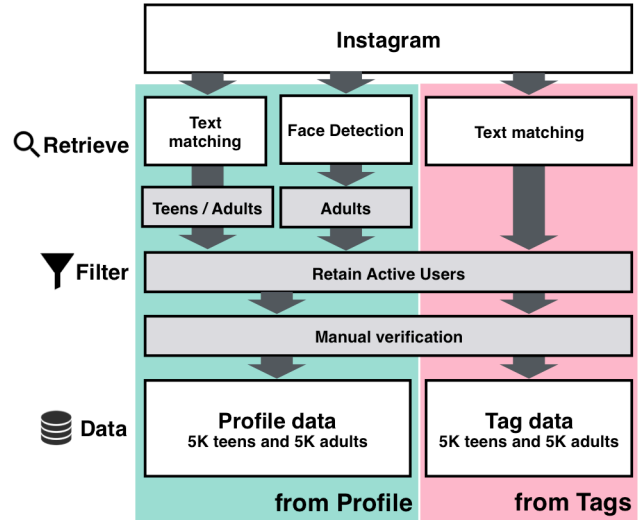 Instagram
Retrieve
Text
matching
Face Detection
Text matching
Teens / Adults
Adults
Filter
Retain Active Users
Manual verification
Data
Profile data
5K teens and 5K adults
Tag data
5K teens and 5K adults
from Profile
from Tags